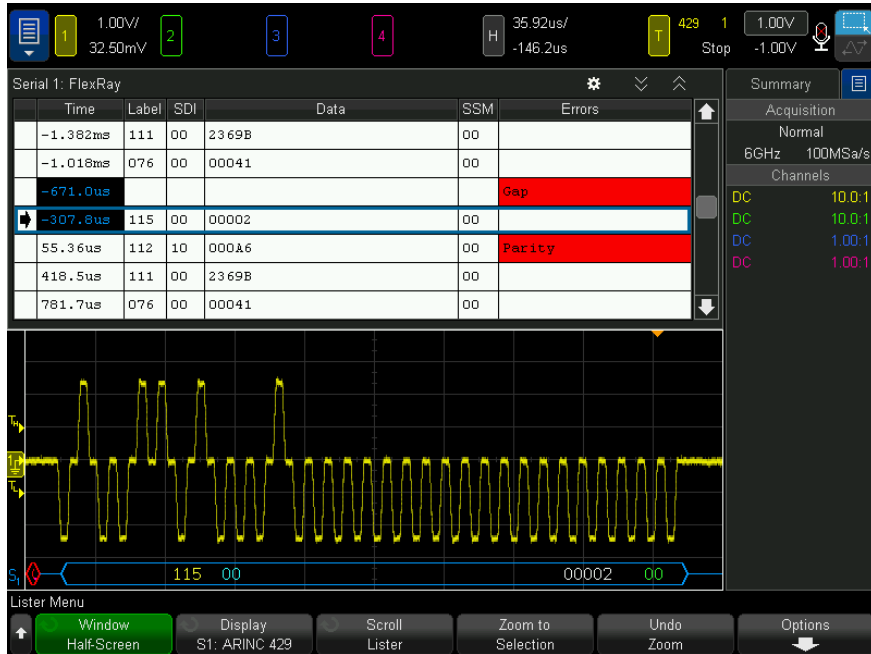 1 1.00V/ 32.50mV 2 3 4 H 35.92us/ -146.2us T 429 1 Stop 1.00V -1.00V
Serial 1: FlexRay
Time Label SDI Data SSM Errors
-1.382ms 111 00 2369B 00
-1.018ms 076 00 00041 00
-671.0us Gap
-307.8us 115 00 00002 00
55.36us 112 10 000A6 00 Parity
418.5us 111 00 2369B 00
781.7us 076 00 00041 00
Summary
Acquisition
Normal
6GHz 100MSa/s
Channels
DC 10.0:1
DC 10.0:1
DC 1.00:1
DC 1.00:1
TH
1
TL
S1 115 00 00002 00
Lister Menu
Window Half-Screen
Display S1: ARINC 429
Scroll Lister
Zoom to Selection
Undo Zoom
Options